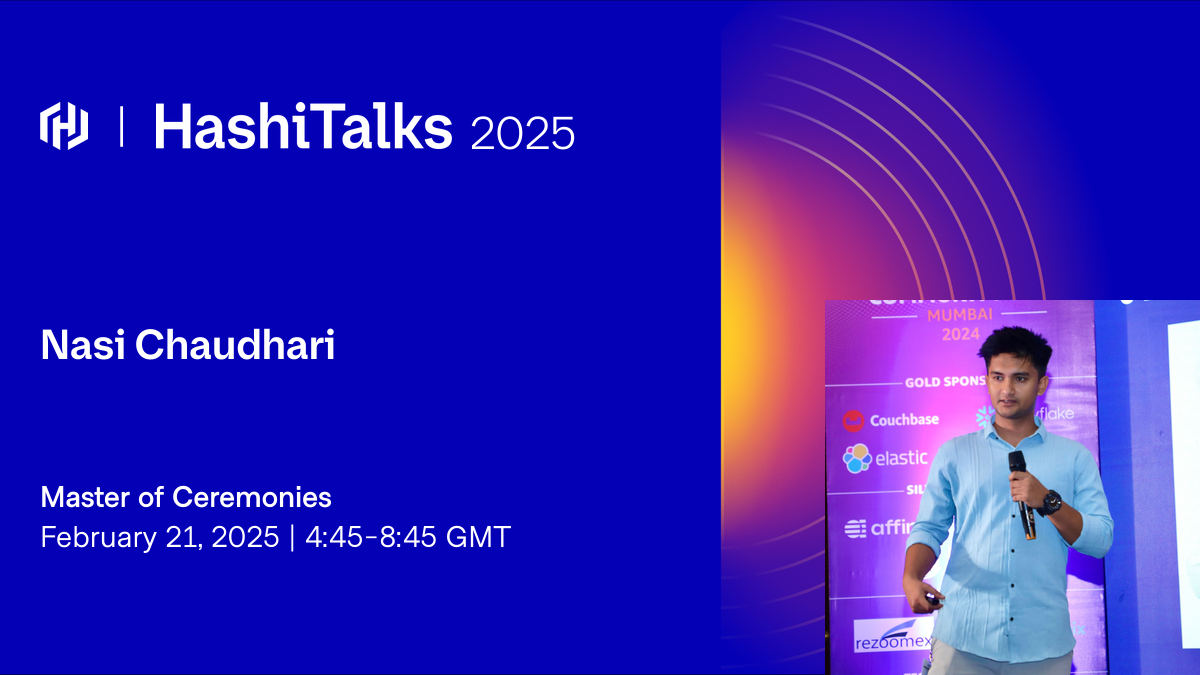 HashiTalks 2025
Nasi Chaudhari
Master of Ceremonies
February 21, 2025 | 4:45-8:45 GMT
MUMBAI
2024
GOLD
Couchbase
elastic
rezoomex